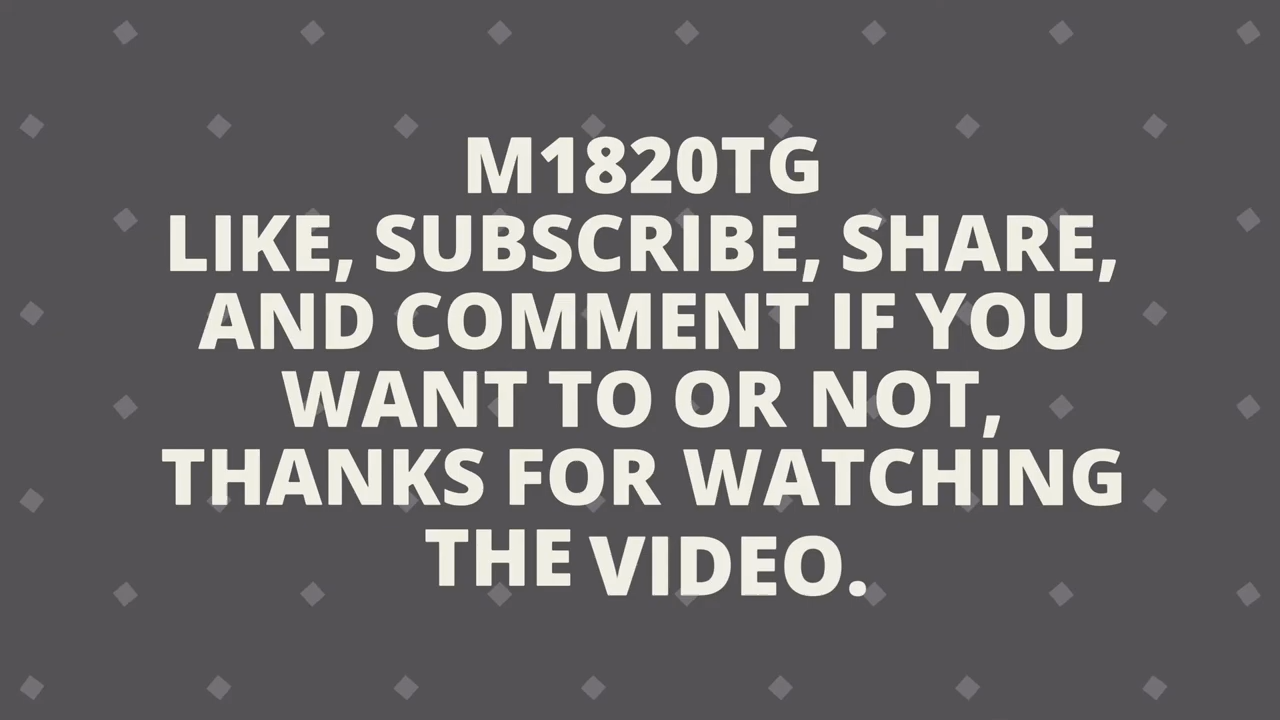 M1820TG
LIKE, SUBSCRIBE, SHARE,
AND COMMENT IF YOU
WANT TO OR NOT,
THANKS FOR WATCHING
THE VIDEO.